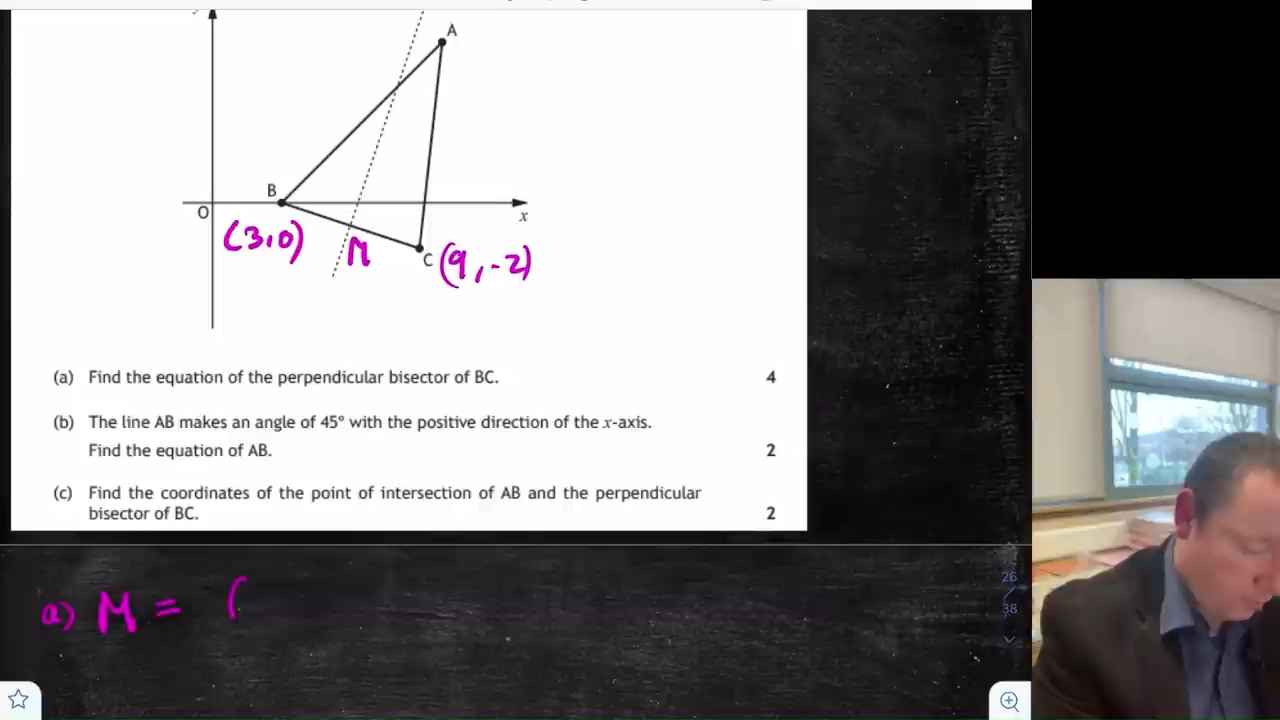 A
B
O
x
(3,0)
M
C
(9,-2)
(a) Find the equation of the perpendicular bisector of BC. 4
(b) The line AB makes an angle of 45° with the positive direction of the x-axis.
Find the equation of AB. 2
(c) Find the coordinates of the point of intersection of AB and the perpendicular
bisector of BC. 2
a) M = (
26
/
38